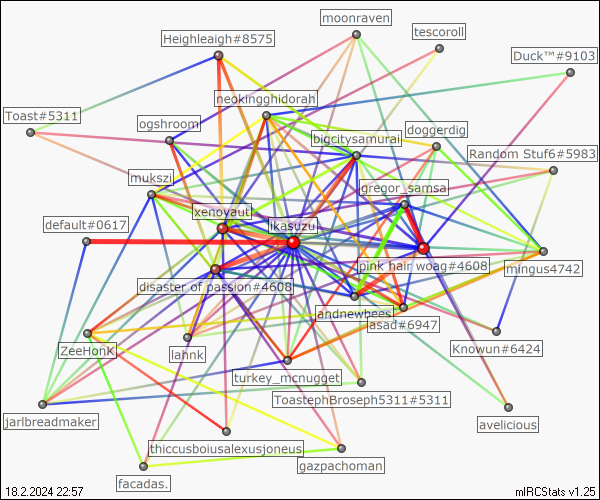 moonraven
tescoroll
Heighleaigh#8575
Duck™#9103
neokingghidorah
Toast#5311
ogshroom
bigcitysamurai
doggerdig
Random Stuf6#5983
mukszi
gregor_samsa
xenovaut
ikasuzu
default#0617
pink hair woag#4608
mingus4742
disaster of passion#4608
andnewbees
asad#6947
ZeeHonk
lahnk
Knowun#6424
turkey_mcnugget
ToastephBroseph5311#5311
jarlbreadmaker
avelicious
thiccusboiusalexusjoneus
gazpachoman
facadas.
18.2.2024 22:57
mIRCStats v1.25